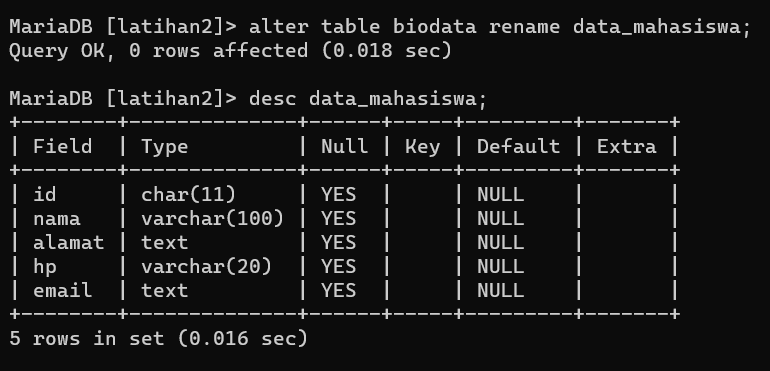 MariaDB [latihan2]> alter table biodata rename data_mahasiswa;
Query OK, 0 rows affected (0.018 sec)

MariaDB [latihan2]> desc data_mahasiswa;
+--------+--------------+------+-----+---------+-------+
| Field  | Type         | Null | Key | Default | Extra |
+--------+--------------+------+-----+---------+-------+
| id     | char(11)     | YES  |     | NULL    |       |
| nama   | varchar(100) | YES  |     | NULL    |       |
| alamat | text         | YES  |     | NULL    |       |
| hp     | varchar(20)  | YES  |     | NULL    |       |
| email  | text         | YES  |     | NULL    |       |
+--------+--------------+------+-----+---------+-------+
5 rows in set (0.016 sec)